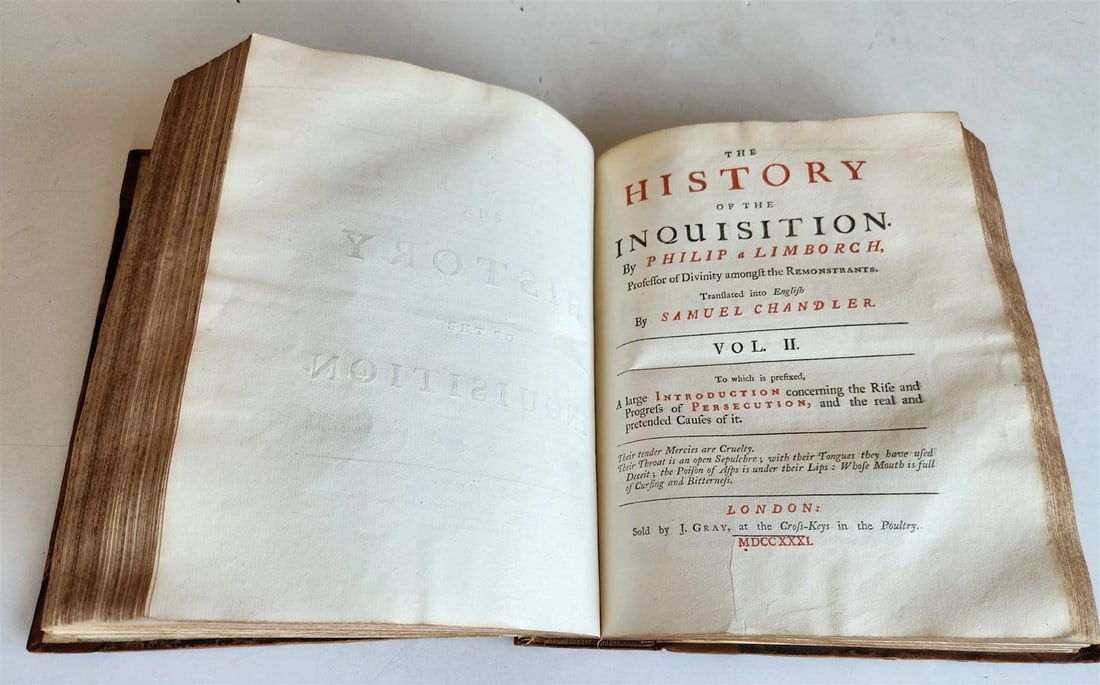 THE
HISTORY
OF THE
INQUISITION.
By PHILIP a LIMBORCH,
Profeſſor of Divinity amongſt the REMONSTRANTS.
Tranſlated into Engliſh
By SAMUEL CHANDLER.
VOL. II.
To which is prefixed,
A large INTRODUCTION concerning the Riſe and
Progreſs of PERSECUTION, and the real and
pretended Cauſes of it.
Their tender Mercies are Cruelty.
Their Throat is an open Sepulchre; with their Tongues they have uſed
Deceit; the Poiſon of Aſps is under their Lips: Whoſe Mouth is full
of Curſing and Bitterneſs.
LONDON:
Sold by J. GRAY, at the Croſs-Keys in the Poultry.
MDCCXXXI.